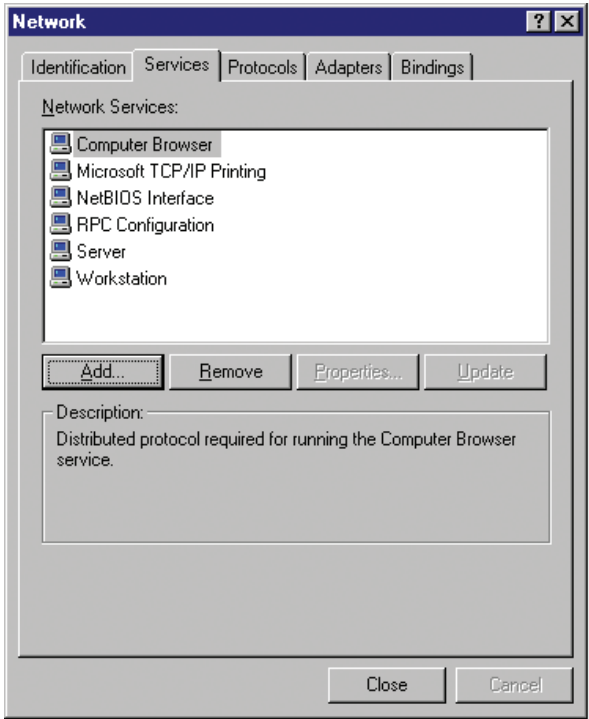 Network
Identification Services Protocols Adapters Bindings
Network Services:
Computer Browser
Microsoft TCP/IP Printing
NetBIOS Interface
RPC Configuration
Server
Workstation
Add... Remove Properties... Update
Description:
Distributed protocol required for running the Computer Browser
service.
Close Cancel